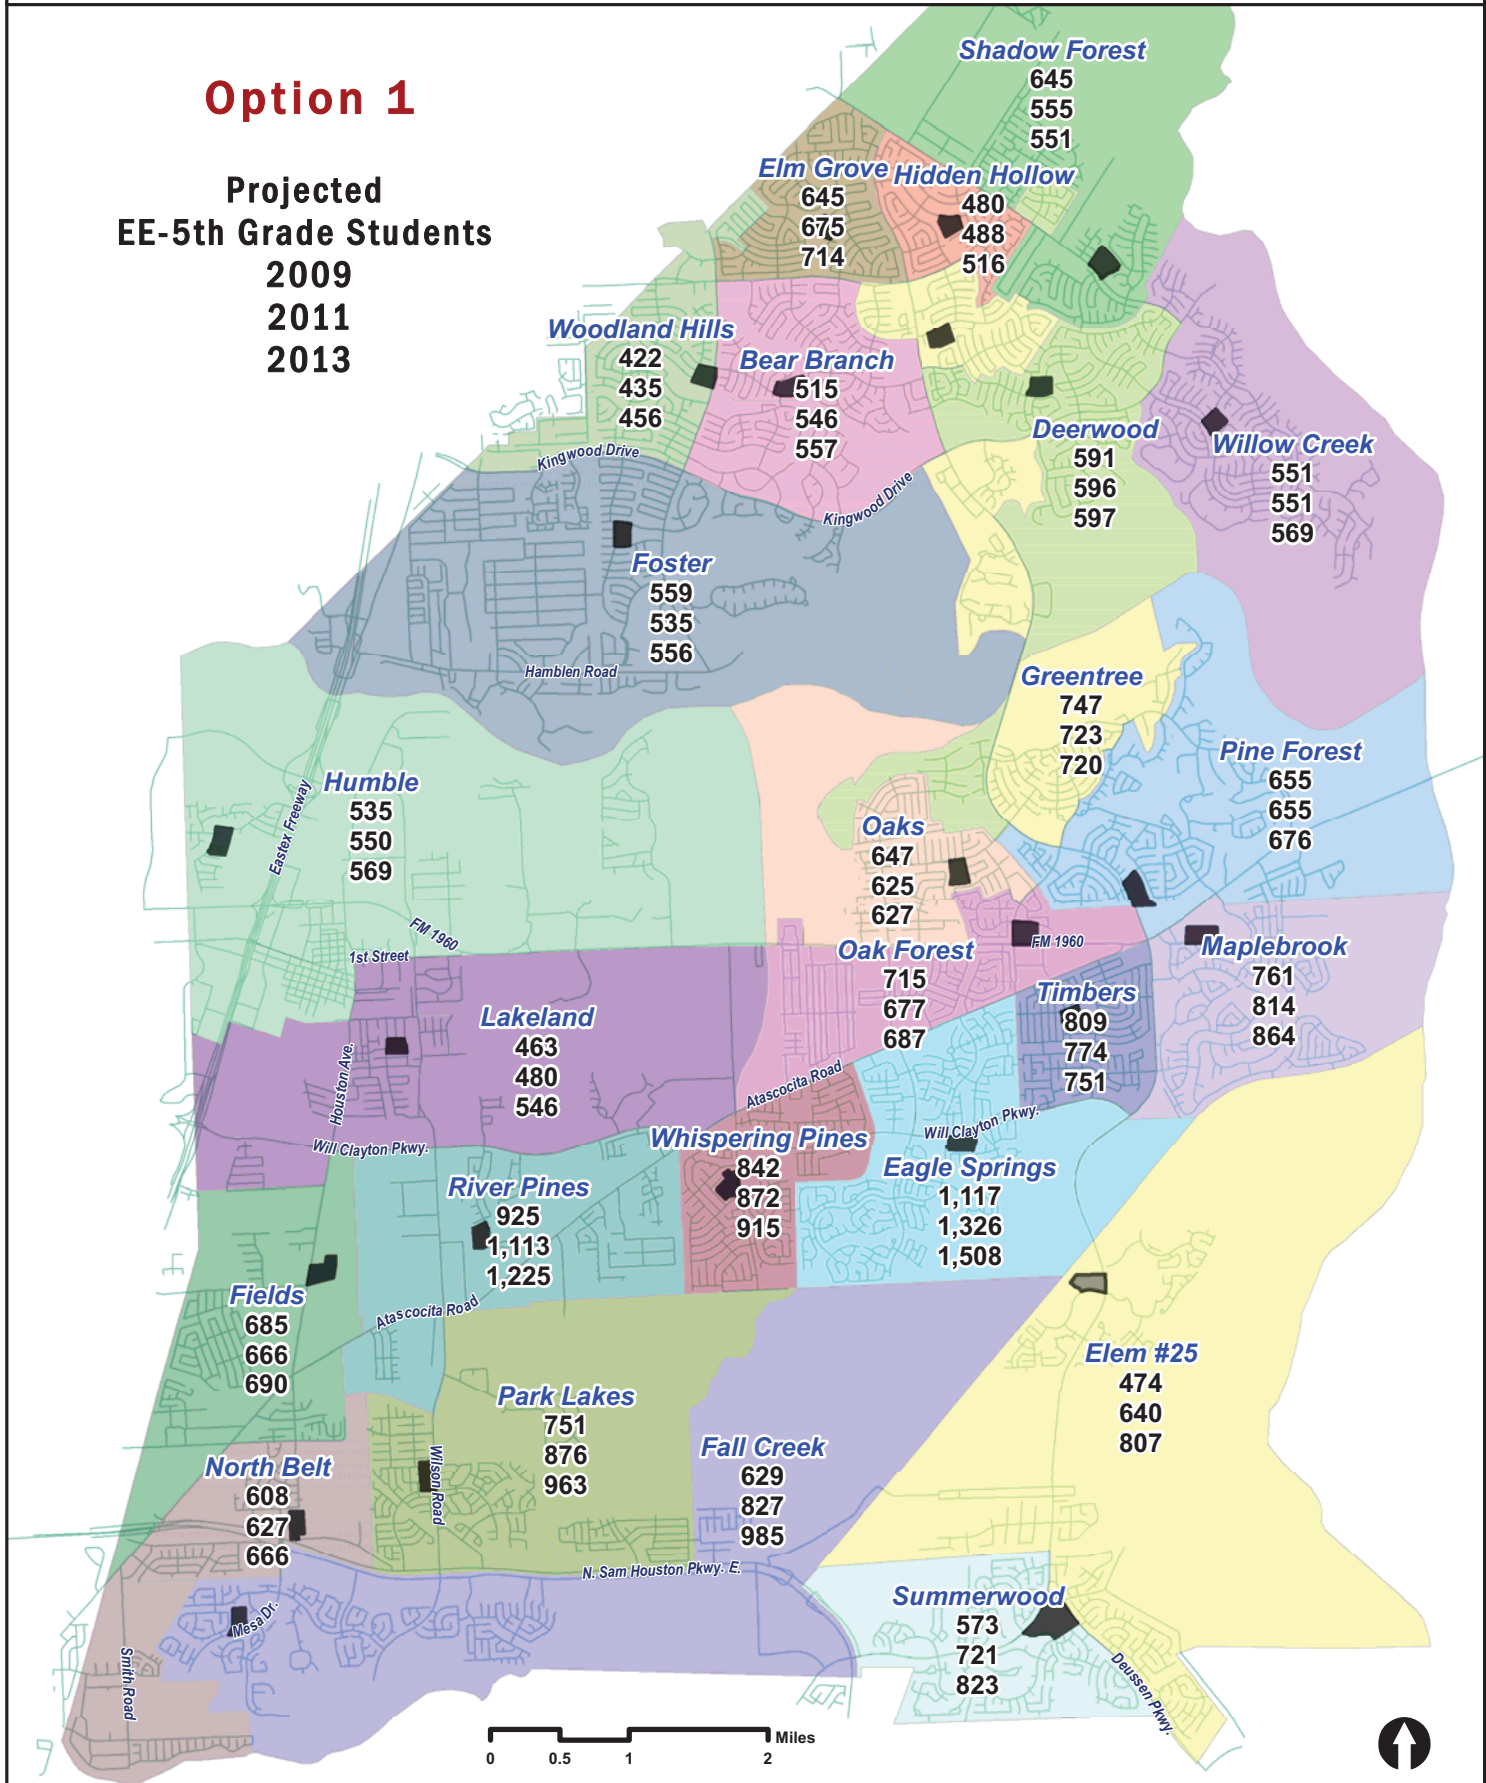 Option 1
Projected
EE-5th Grade Students
2009
2011
2013
Shadow Forest
645
555
551
Elm Grove
645
675
714
Hidden Hollow
480
488
516
Woodland Hills
422
435
456
Bear Branch
515
546
557
Deerwood
591
596
597
Willow Creek
551
551
569
Kingwood Drive
Kingwood Drive
Foster
559
535
556
Hamblen Road
Greentree
747
723
720
Pine Forest
655
655
676
Humble
535
550
569
Eastex Freeway
Oaks
647
625
627
FM 1960
1st Street
Oak Forest
715
677
687
FM 1960
Maplebrook
761
814
864
Timbers
809
774
751
Lakeland
463
480
546
Houston Ave.
Atascocita Road
Will Clayton Pkwy.
Will Clayton Pkwy.
Whispering Pines
842
872
915
Eagle Springs
1,117
1,326
1,508
River Pines
925
1,113
1,225
Fields
685
666
690
Atascocita Road
Elem #25
474
640
807
Park Lakes
751
876
963
Wilson Road
Fall Creek
629
827
985
North Belt
608
627
666
N. Sam Houston Pkwy. E.
Mesa Dr.
Summerwood
573
721
823
Smith Road
Deussen Pkwy.
Miles
0 0.5 1 2